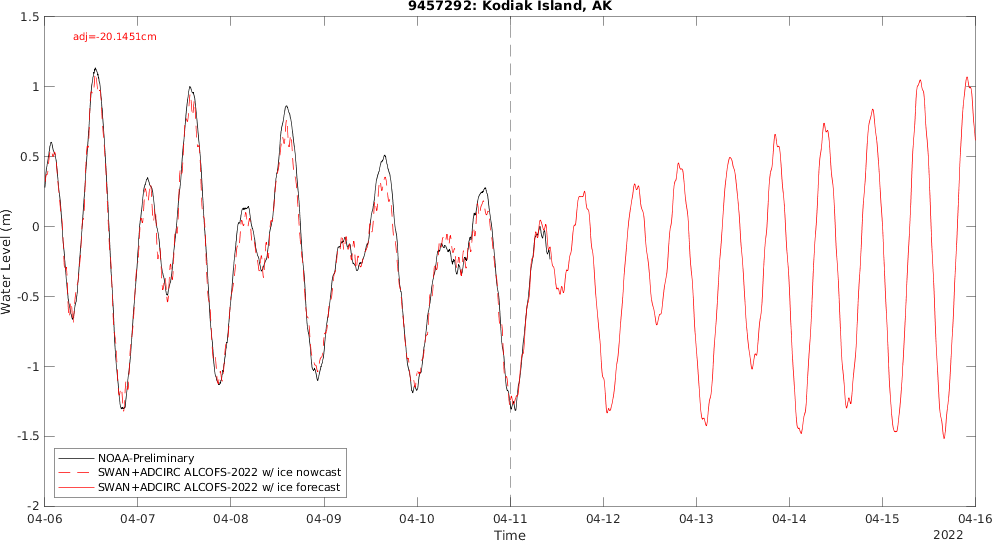 9457292: Kodiak Island, AK
adj=-20.1451cm
1.5
1
0.5
0
-0.5
-1
-1.5
-2
Water Level (m)
NOAA-Preliminary
SWAN+ADCIRC ALCOFS-2022 w/ ice nowcast
SWAN+ADCIRC ALCOFS-2022 w/ ice forecast
04-06 04-07 04-08 04-09 04-10 04-11 04-12 04-13 04-14 04-15 04-16
Time
2022